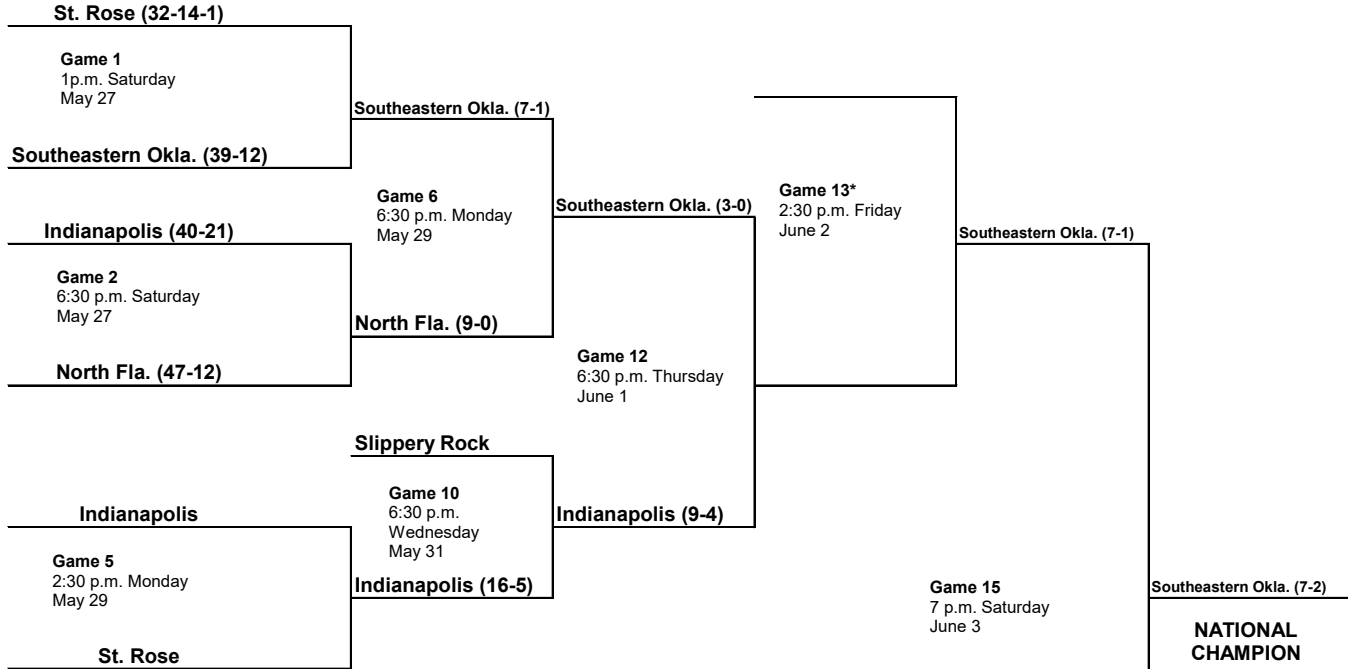 St. Rose (32-14-1)
Game 1
1p.m. Saturday
May 27
Southeastern Okla. (7-1)
Southeastern Okla. (39-12)
Game 6
6:30 p.m. Monday
May 29
Southeastern Okla. (3-0)
Game 13*
2:30 p.m. Friday
June 2
Southeastern Okla. (7-1)
Indianapolis (40-21)
Game 2
6:30 p.m. Saturday
May 27
North Fla. (9-0)
North Fla. (47-12)
Game 12
6:30 p.m. Thursday
June 1
Slippery Rock
Game 10
6:30 p.m.
Wednesday
May 31
Indianapolis
Indianapolis (9-4)
Game 5
2:30 p.m. Monday
May 29
Indianapolis (16-5)
St. Rose
Game 15
7 p.m. Saturday
June 3
Southeastern Okla. (7-2)
NATIONAL
CHAMPION